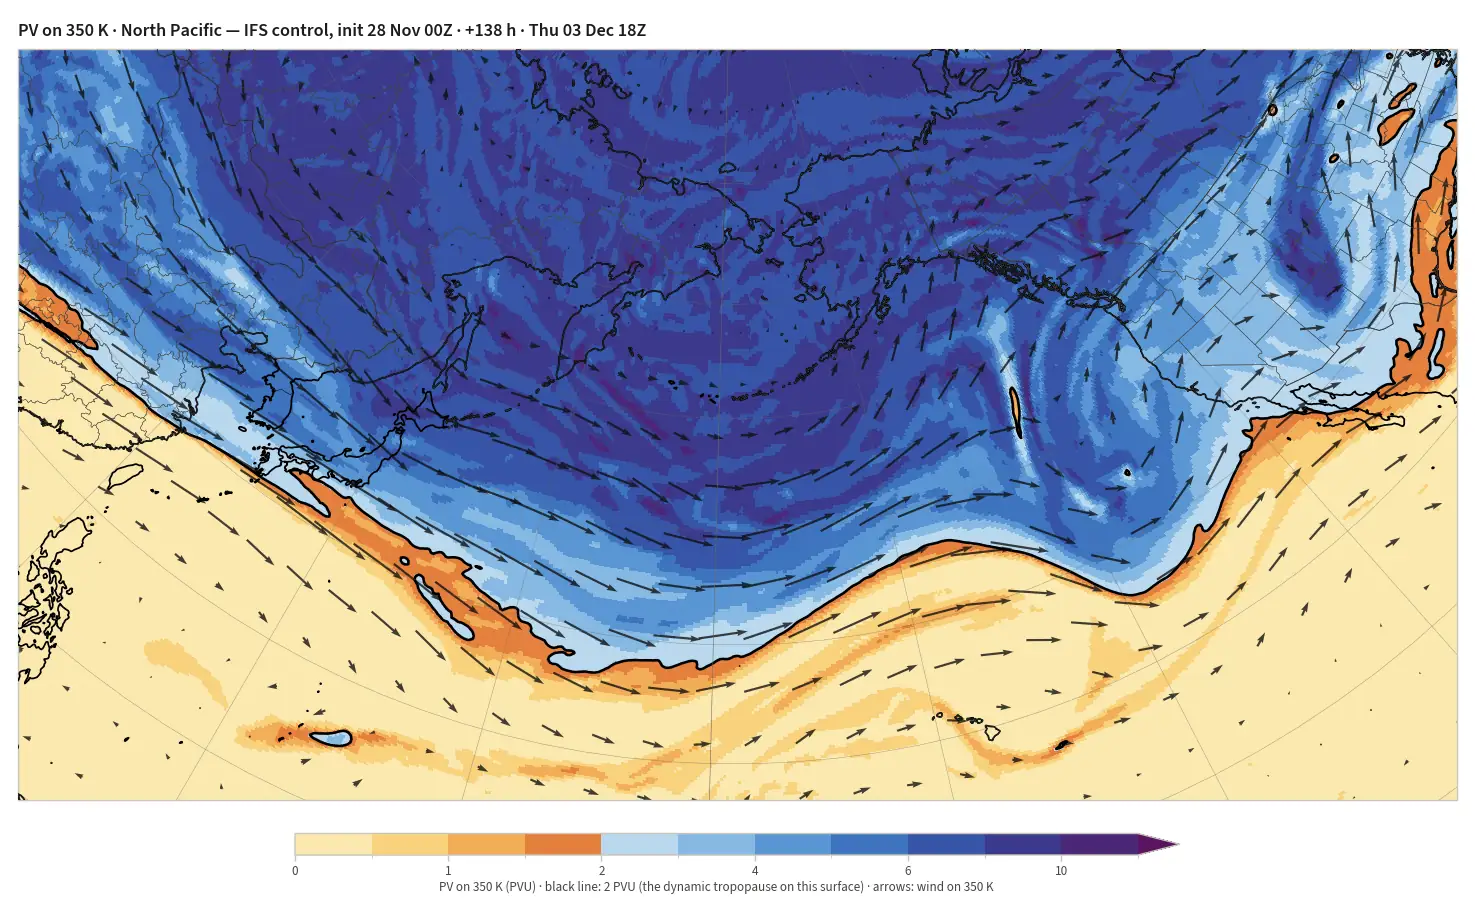 PV on 350 K · North Pacific — IFS control, init 28 Nov 00Z · +138 h · Thu 03 Dec 18Z
0 1 2 4 6 10
PV on 350 K (PVU) · black line: 2 PVU (the dynamic tropopause on this surface) · arrows: wind on 350 K